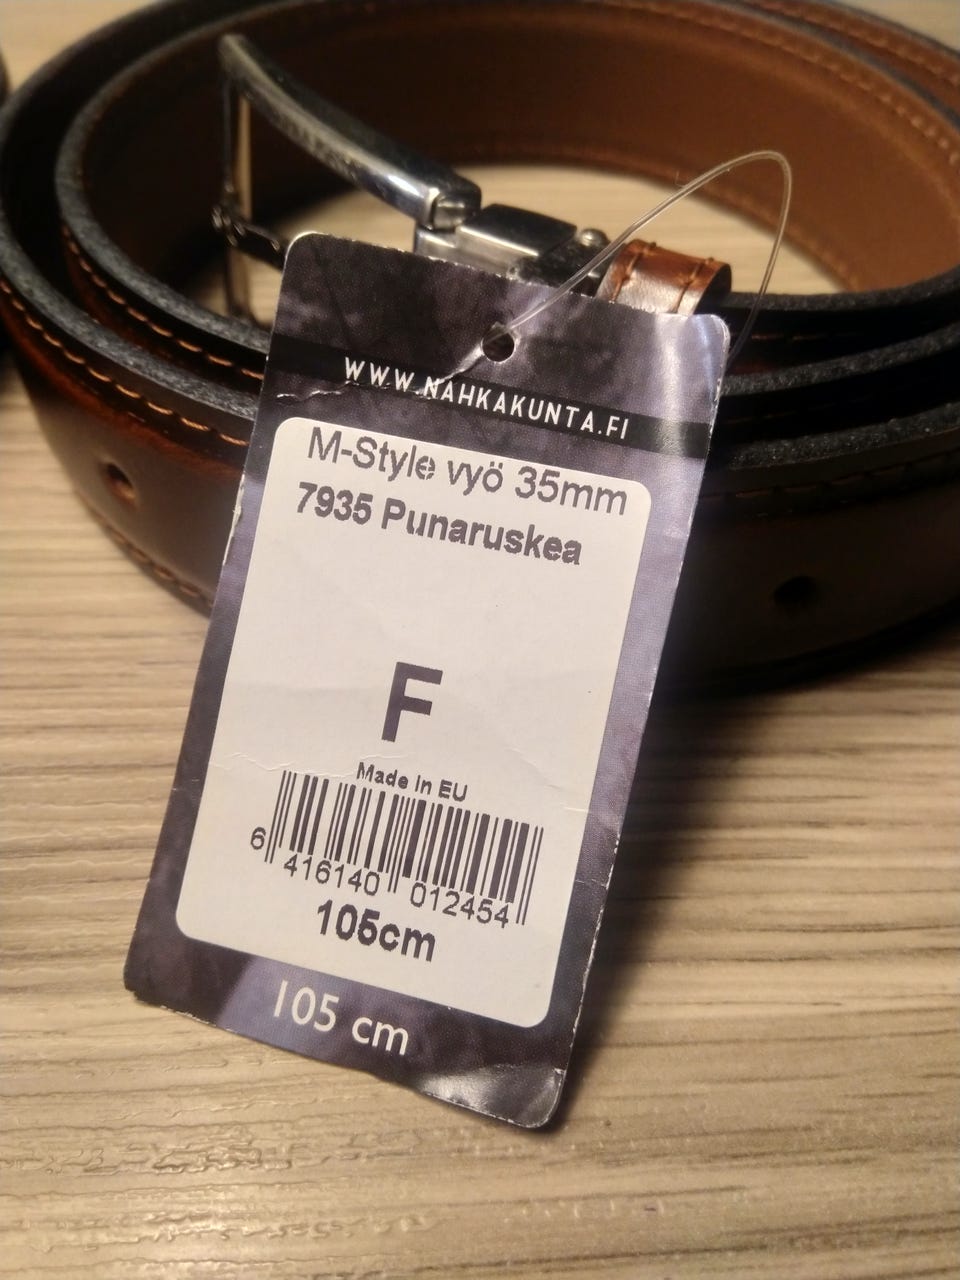 WWW.NAHKAKUNTA.FI
M-Style vyö 35mm
7935 Punaruskea
F
Made in EU
6 416140 012454
105cm
105 cm